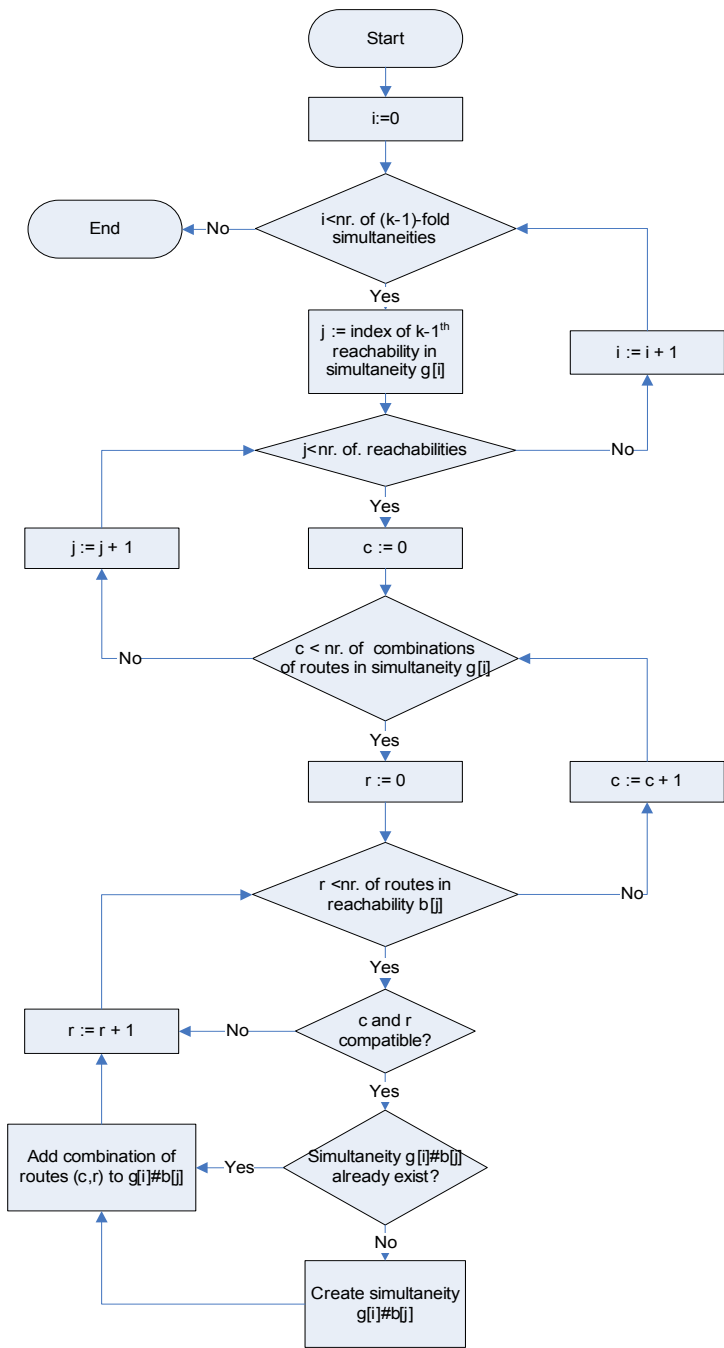 Start
i:=0
i<nr. of (k-1)-fold
simultaneities
No
End
Yes
j := index of k-1th
reachability in
simultaneity g[i]
i := i + 1
j<nr. of. reachabilities
No
Yes
j := j + 1
c := 0
c < nr. of combinations
of routes in simultaneity g[i]
No
Yes
r := 0
c := c + 1
r <nr. of routes in
reachability b[j]
No
Yes
r := r + 1
No
c and r
compatible?
Yes
Add combination of
routes (c,r) to g[i]#b[j]
Yes
Simultaneity g[i]#b[j]
already exist?
No
Create simultaneity
g[i]#b[j]